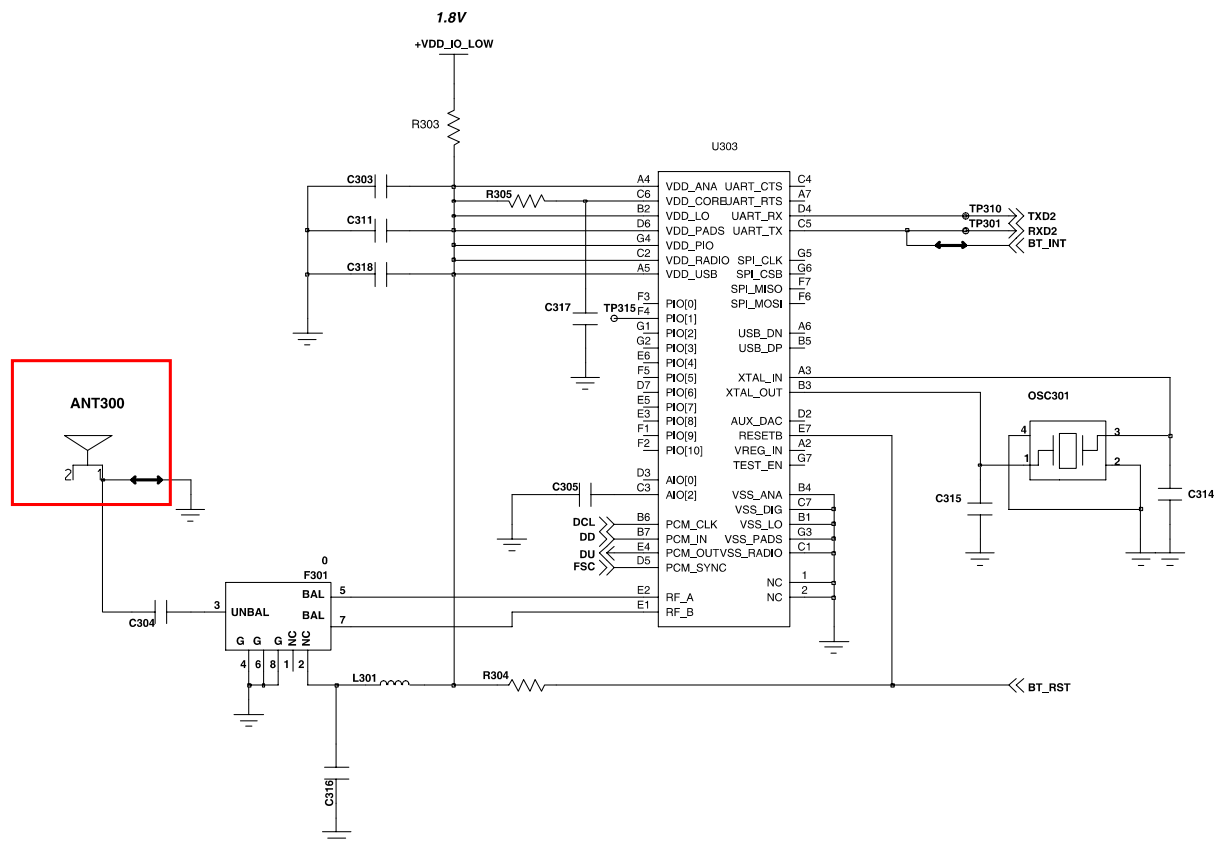 1.8V
+VDD_IO_LOW
R303
U303
C303
A4 VDD_ANA UART_CTS C4
R305 C6 VDD_CORE UART_RTS A7
B2 VDD_LO UART_RX D4 TP310 TXD2
C311 D6 VDD_PADS UART_TX C5 TP301 RXD2
G4 VDD_PIO BT_INT
C2 VDD_RADIO SPI_CLK G5
C318 A5 VDD_USB SPI_CSB G6
SPI_MISO F7
F3 PIO[0] SPI_MOSI F6
C317 TP315 F4 PIO[1]
G1 PIO[2] USB_DN A6
G2 PIO[3] USB_DP B5
E6 PIO[4]
F5 PIO[5] XTAL_IN A3
D7 PIO[6] XTAL_OUT B3
OSC301
E5 PIO[7]
ANT300
E3 PIO[8] AUX_DAC D2
F1 PIO[9] RESETB E7
4 3
F2 PIO[10] VREG_IN A2
TEST_EN G7
1 2
2 1
D3 AIO[0]
C305 C3 AIO[2] VSS_ANA B4
C315 C314
VSS_DIG C7
DCL B6 PCM_CLK VSS_LO B1
DD B7 PCM_IN VSS_PADS G3
DU E4 PCM_OUT VSS_RADIO C1
FSC D5 PCM_SYNC
0
F301
NC 1
BAL 5 E2 RF_A NC 2
C304 3 UNBAL
BAL 7 E1 RF_B
G G G NC NC
4 6 8 1 2
L301 R304 BT_RST
C316